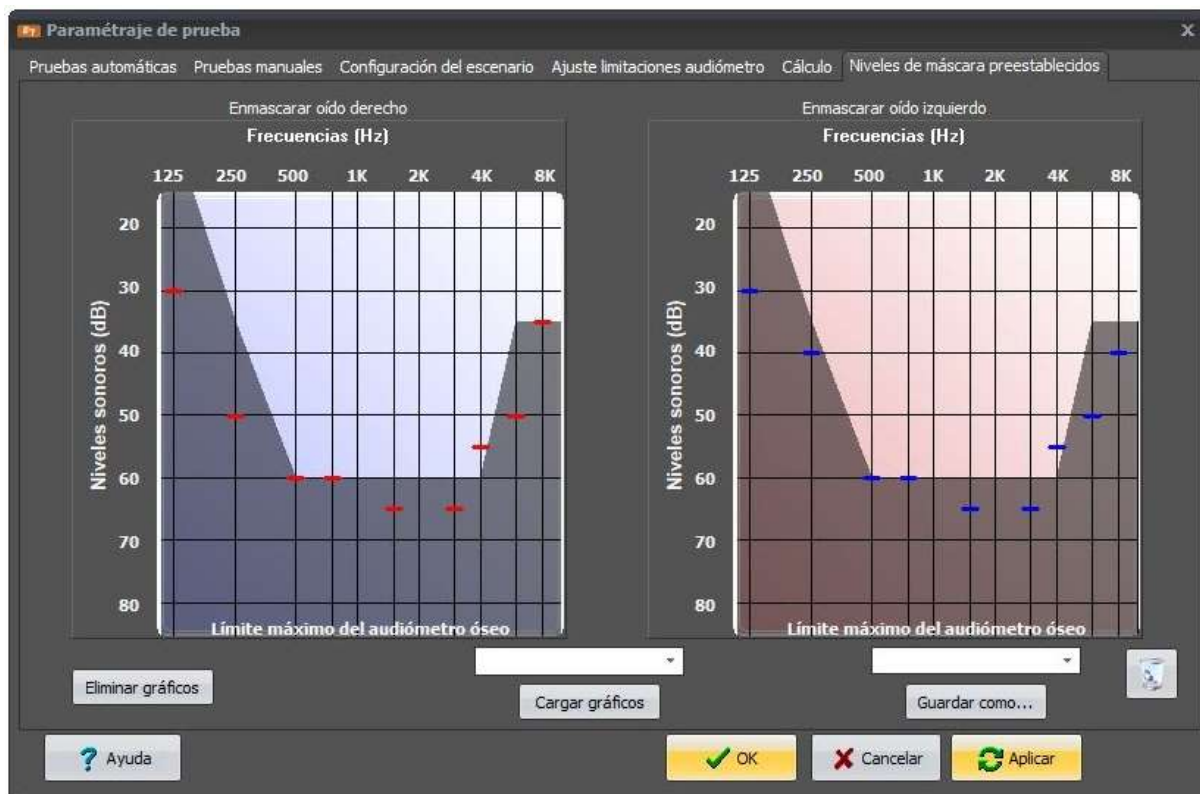 Paramétraje de prueba
Pruebas automáticas Pruebas manuales Configuración del escenario Ajuste limitaciones audiómetro Cálculo Niveles de máscara preestablecidos
Enmascarar oído derecho
Frecuencias (Hz)
125 250 500 1K 2K 4K 8K
Niveles sonoros (dB)
20
30
40
50
60
70
80
Límite máximo del audiómetro óseo
Enmascarar oído izquierdo
Frecuencias (Hz)
125 250 500 1K 2K 4K 8K
Niveles sonoros (dB)
20
30
40
50
60
70
80
Límite máximo del audiómetro óseo
Eliminar gráficos
Cargar gráficos
Guardar como...
? Ayuda
OK
Cancelar
Aplicar